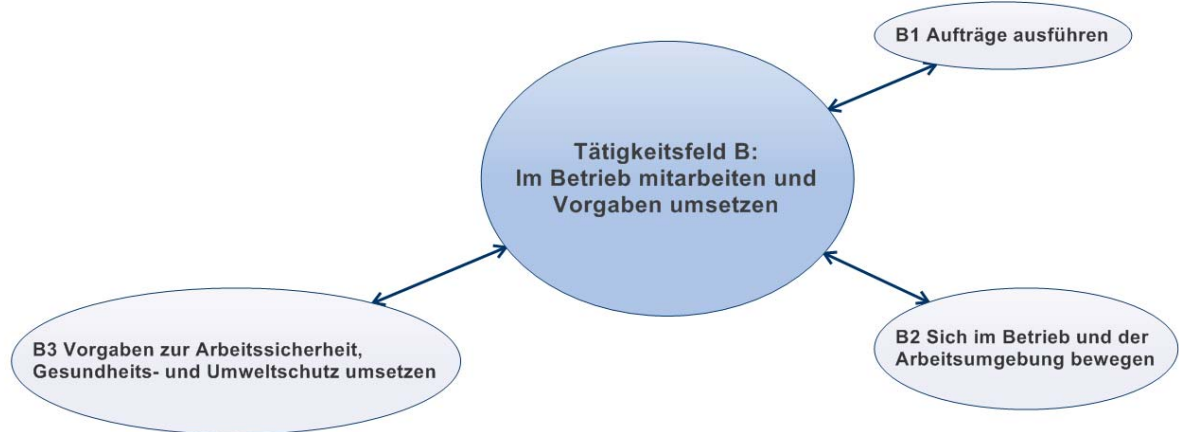 B1 Aufträge ausführen
Tätigkeitsfeld B:
Im Betrieb mitarbeiten und
Vorgaben umsetzen
B3 Vorgaben zur Arbeitssicherheit,
Gesundheits- und Umweltschutz umsetzen
B2 Sich im Betrieb und der
Arbeitsumgebung bewegen